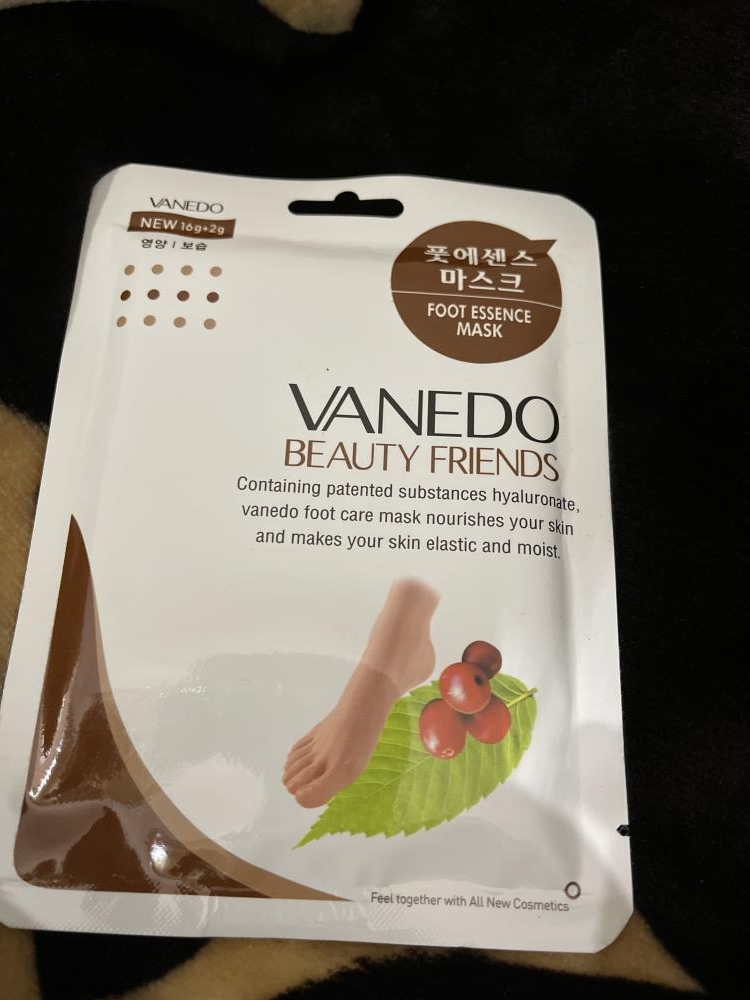 VANEDO
NEW 16g+2g
영양 | 보습
풋에센스
마스크
FOOT ESSENCE
MASK
VANEDO
BEAUTY FRIENDS
Containing patented substances hyaluronate,
vanedo foot care mask nourishes your skin
and makes your skin elastic and moist.
Feel together with All New Cosmetics